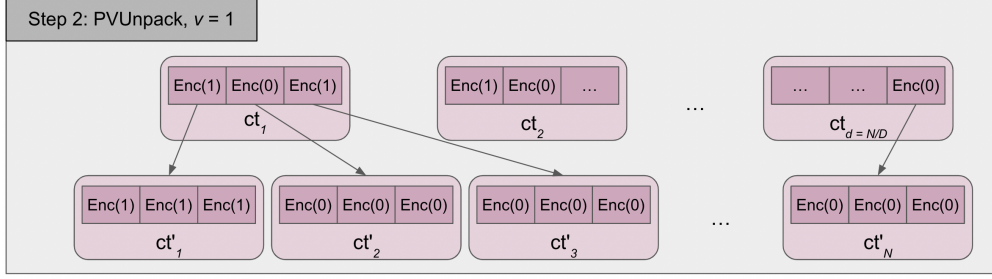 Step 2: PVUnpack, v = 1
Enc(1) Enc(0) Enc(1) Enc(1) Enc(0) ... ... ... Enc(0)
ct1 ct2 ... ctd = N/D
Enc(1) Enc(1) Enc(1) Enc(0) Enc(0) Enc(0) Enc(0) Enc(0) Enc(0) Enc(0) Enc(0) Enc(0)
ct'1 ct'2 ct'3 ... ct'N